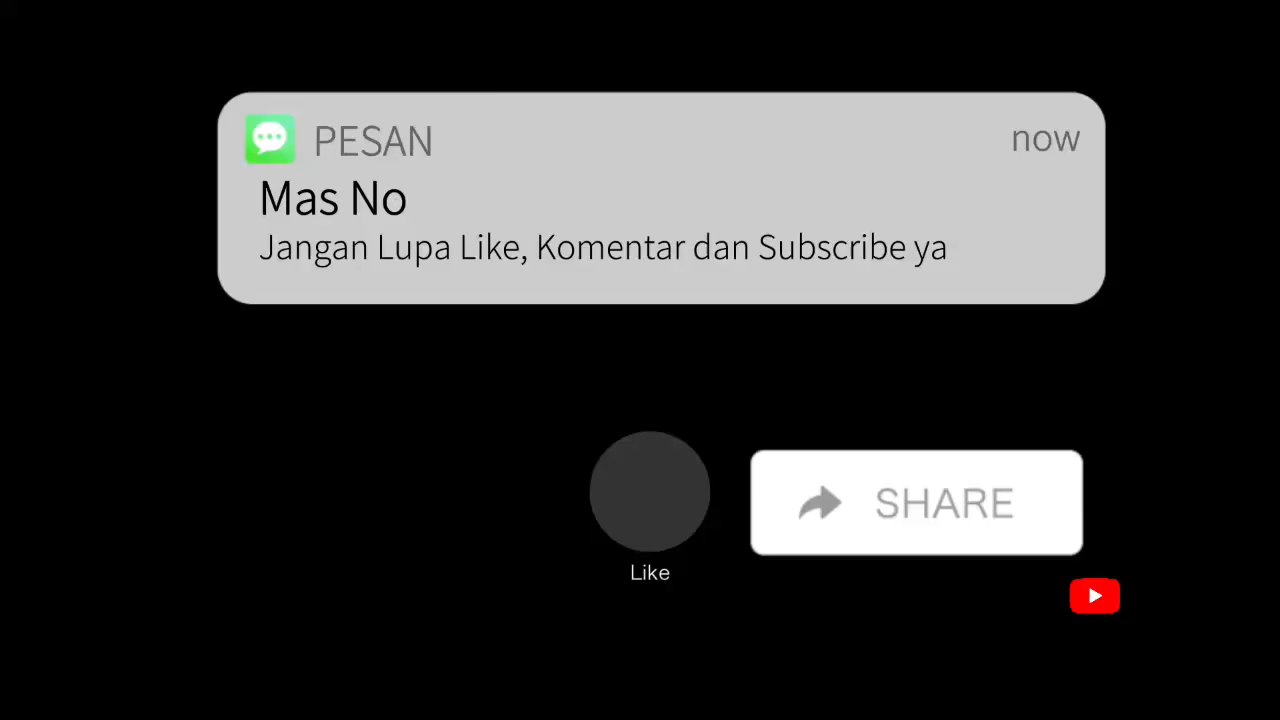 PESAN
now
Mas No
Jangan Lupa Like, Komentar dan Subscribe ya
SHARE
Like